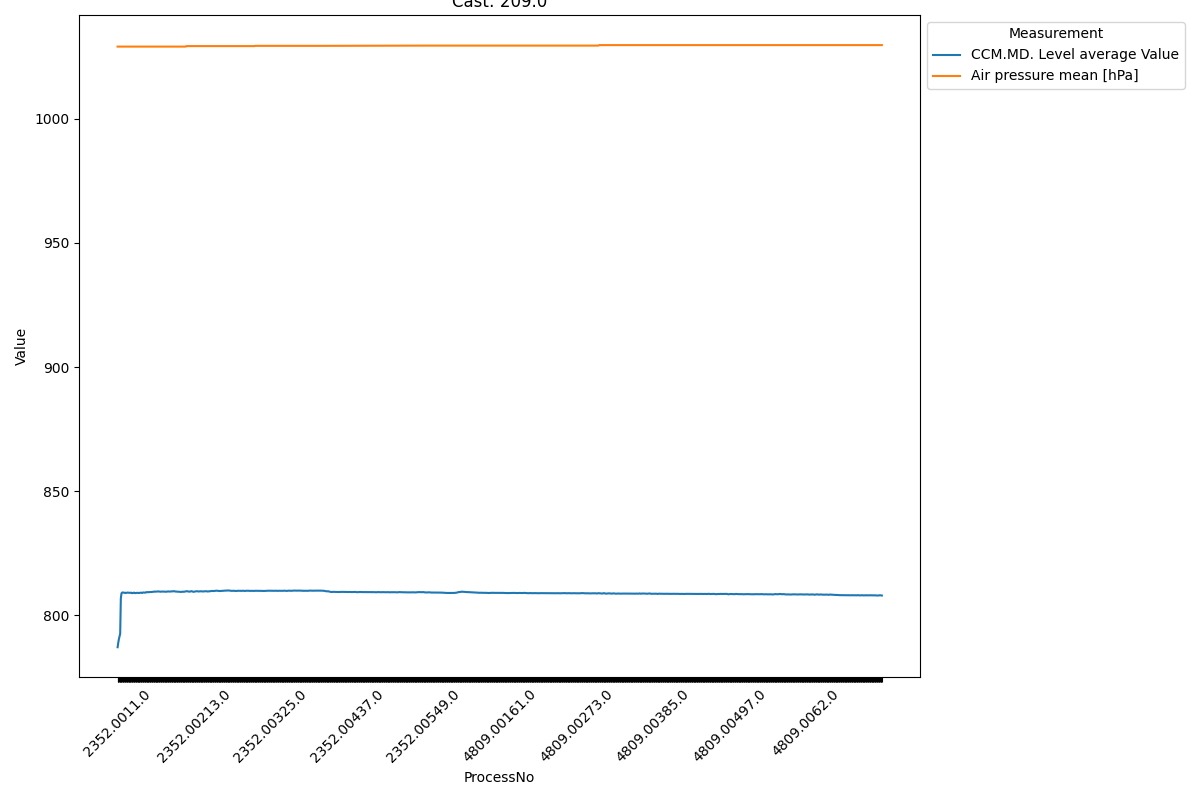 Cast: 209.0
Measurement
CCM.MD. Level average Value
Air pressure mean [hPa]
1000
950
900
850
800
Value
2352.0011.0
2352.00213.0
2352.00325.0
2352.00437.0
2352.00549.0
4809.00161.0
4809.00273.0
4809.00385.0
4809.00497.0
4809.0062.0
ProcessNo